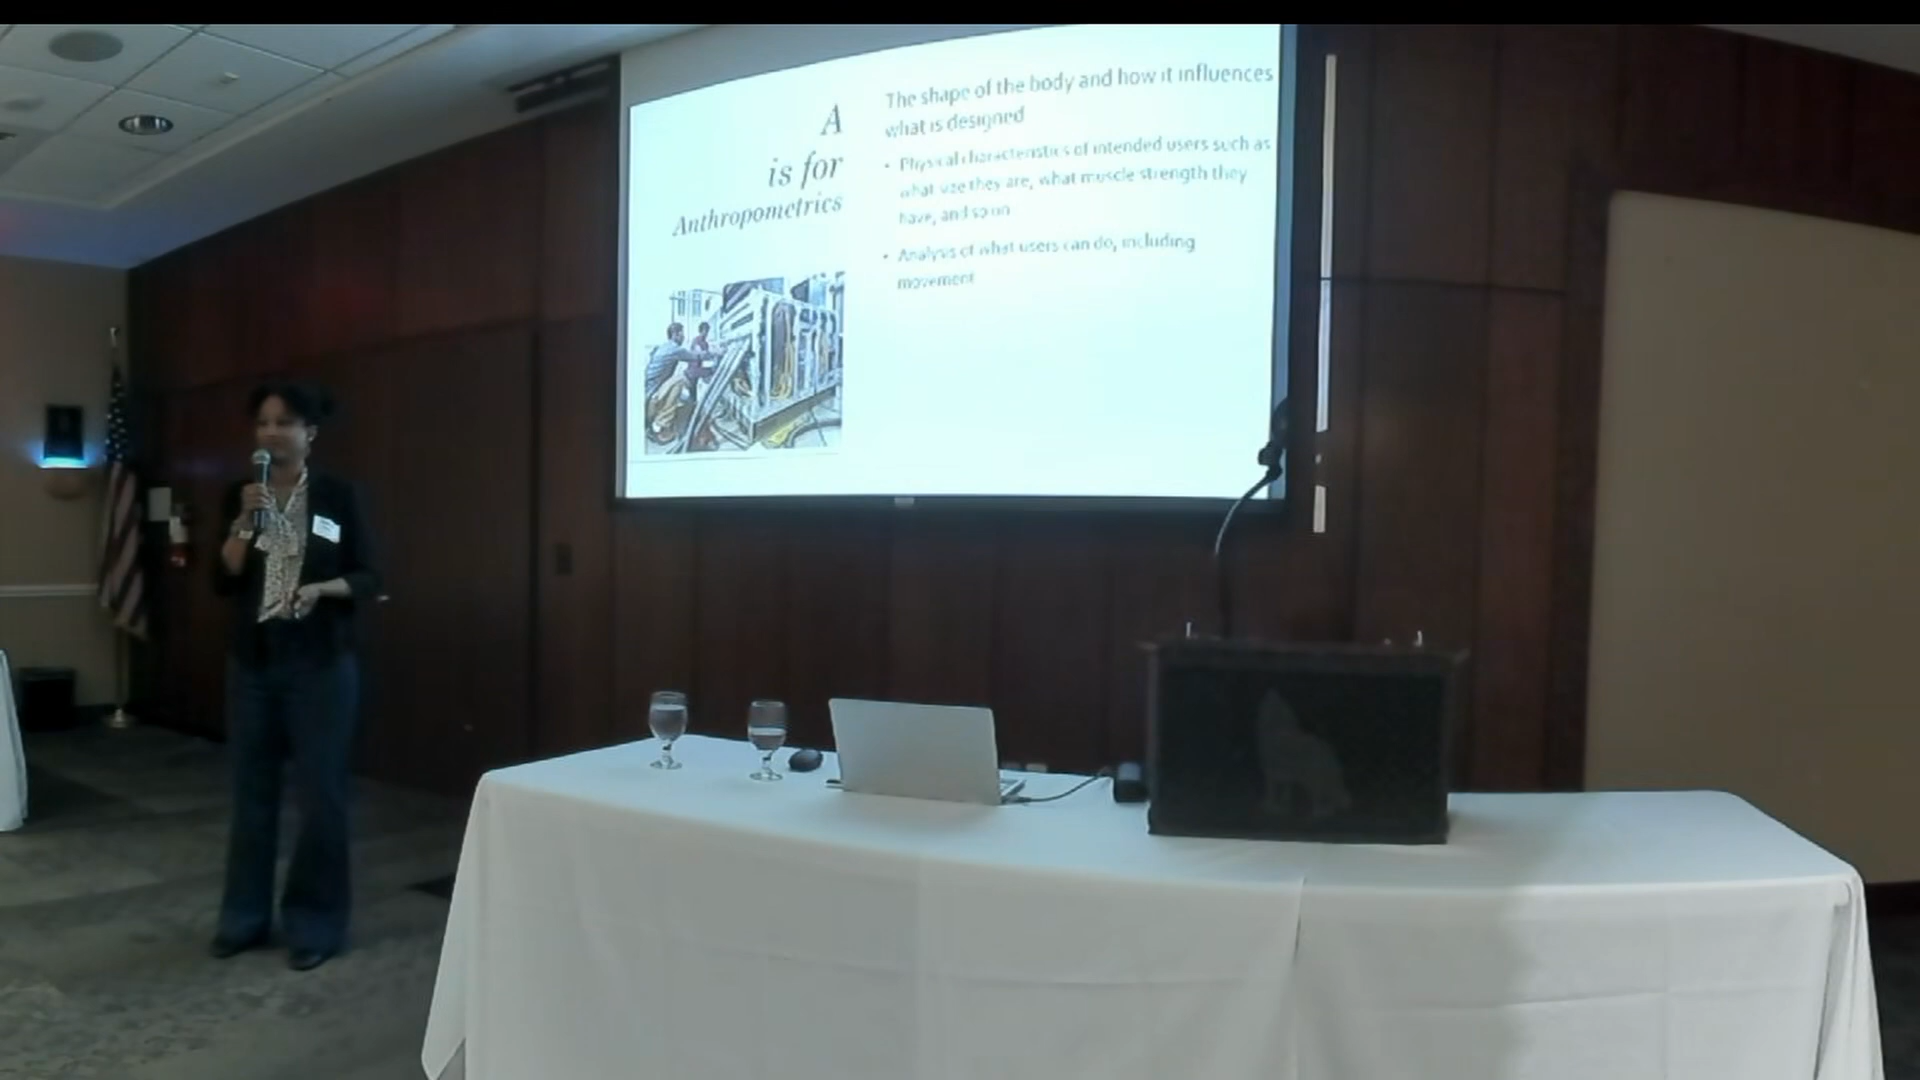 A
is for
Anthropometrics
The shape of the body and how it influences
what is designed
• Physical characteristics of intended users such as
what size they are, what muscle strength they
have, and so on
• Analysis of what users can do, including
movement